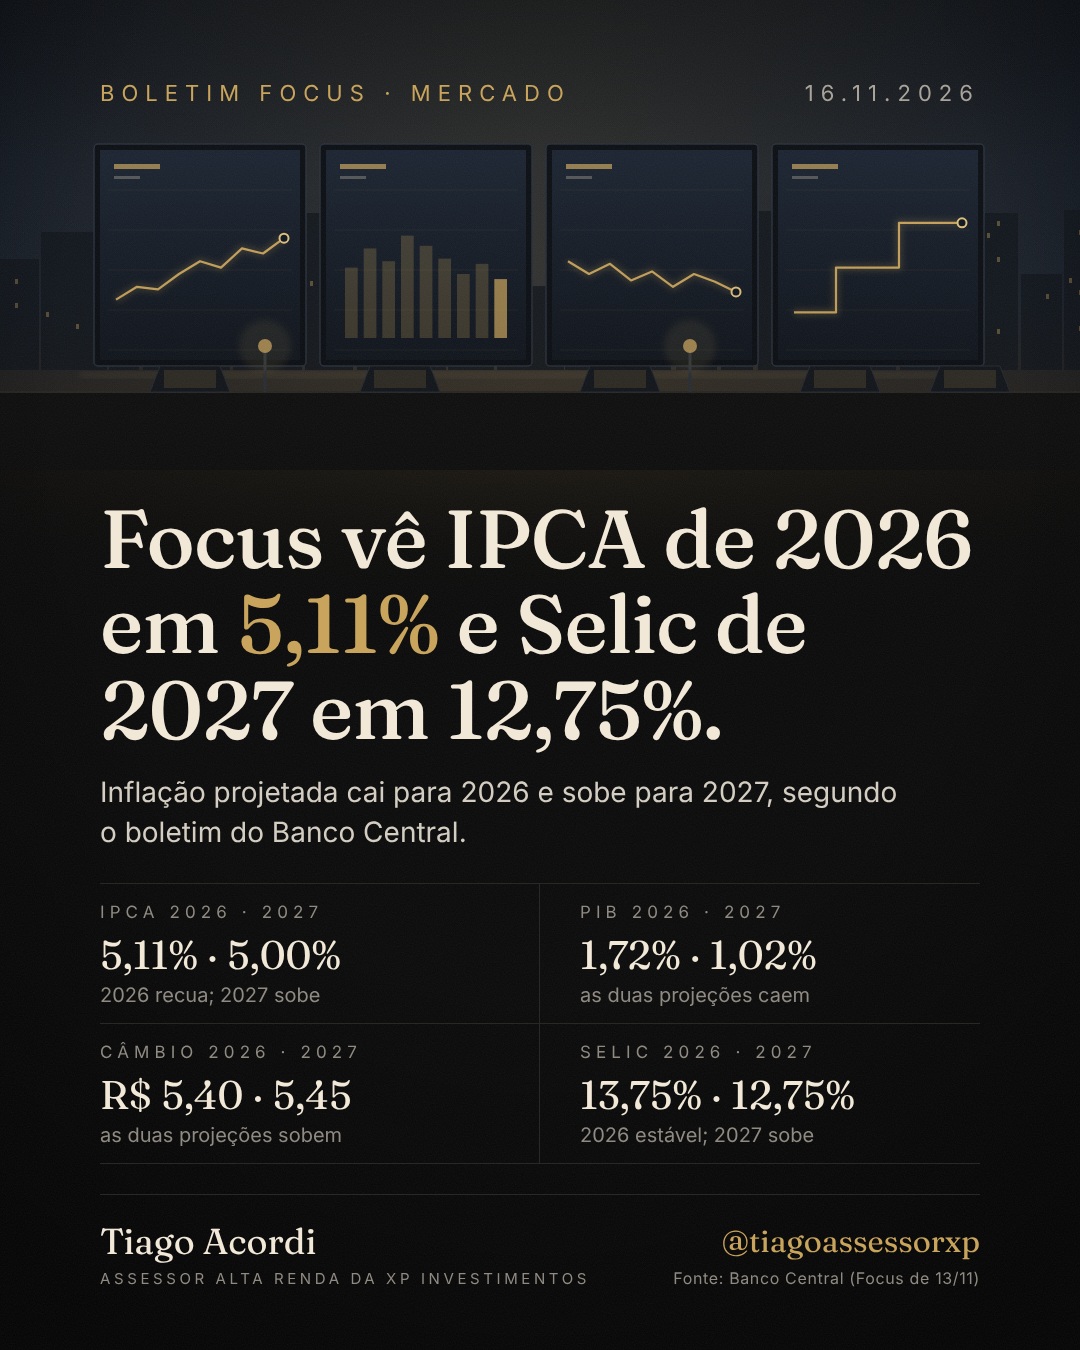 BOLETIM FOCUS · MERCADO
16.11.2026
Focus vê IPCA de 2026
em 5,11% e Selic de
2027 em 12,75%.
Inflação projetada cai para 2026 e sobe para 2027, segundo
o boletim do Banco Central.
IPCA 2026 · 2027
5,11% · 5,00%
2026 recua; 2027 sobe
PIB 2026 · 2027
1,72% · 1,02%
as duas projeções caem
CÂMBIO 2026 · 2027
R$ 5,40 · 5,45
as duas projeções sobem
SELIC 2026 · 2027
13,75% · 12,75%
2026 estável; 2027 sobe
Tiago Acordi
ASSESSOR ALTA RENDA DA XP INVESTIMENTOS
@tiagoassessorxp
Fonte: Banco Central (Focus de 13/11)